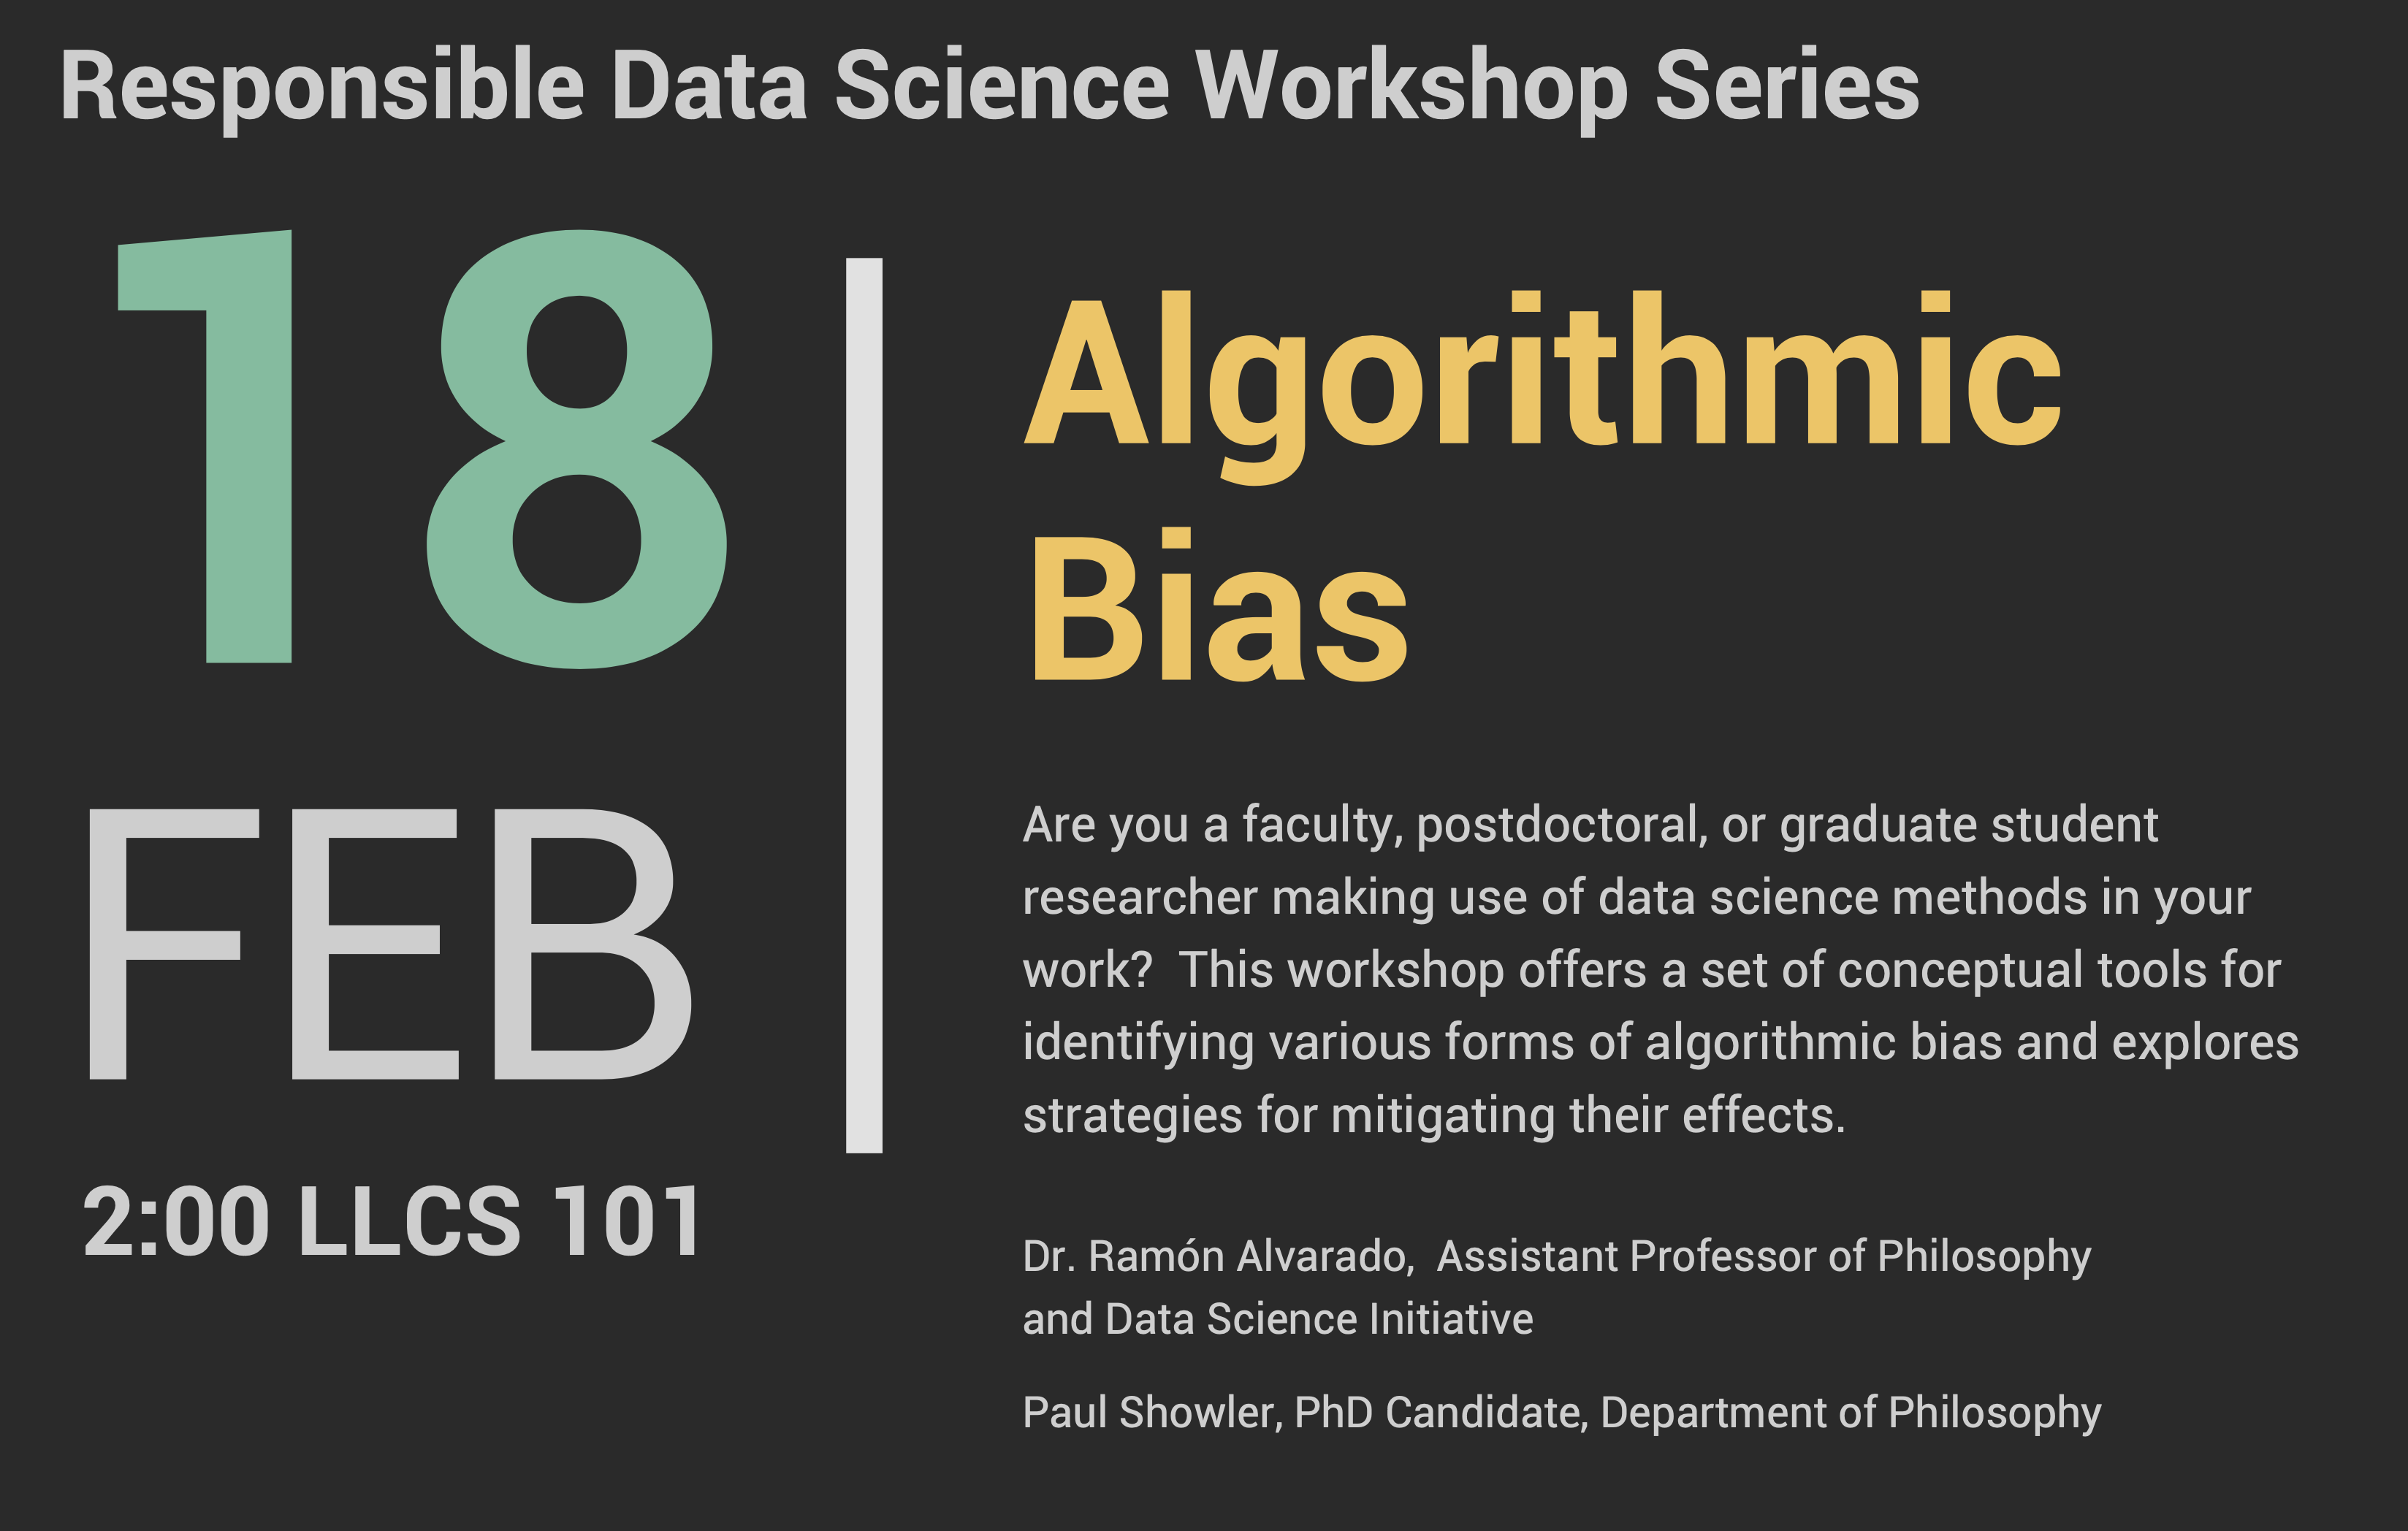 Responsible Data Science Workshop Series
18
FEB
2:00 LLCS 101
Algorithmic
Bias
Are you a faculty, postdoctoral, or graduate student
researcher making use of data science methods in your
work?  This workshop offers a set of conceptual tools for
identifying various forms of algorithmic bias and explores
strategies for mitigating their effects.
Dr. Ramón Alvarado,  Assistant Professor of Philosophy
and Data Science Initiative
Paul Showler, PhD Candidate, Department of Philosophy